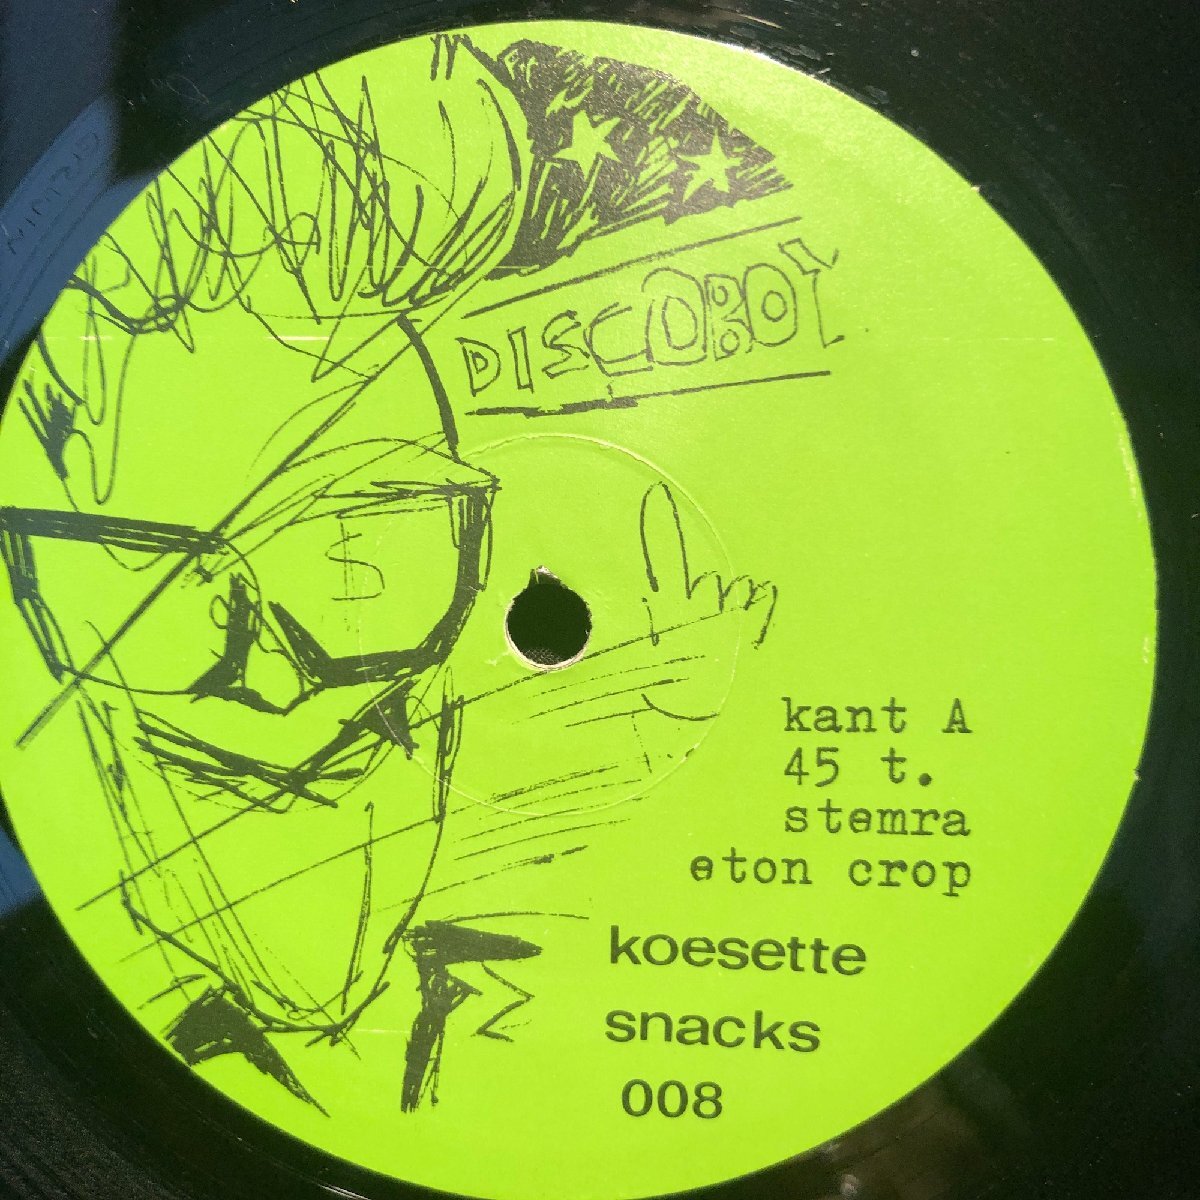 DISCOBOY
$
kant A
45 t.
stemra
eton crop
koesette
snacks
008